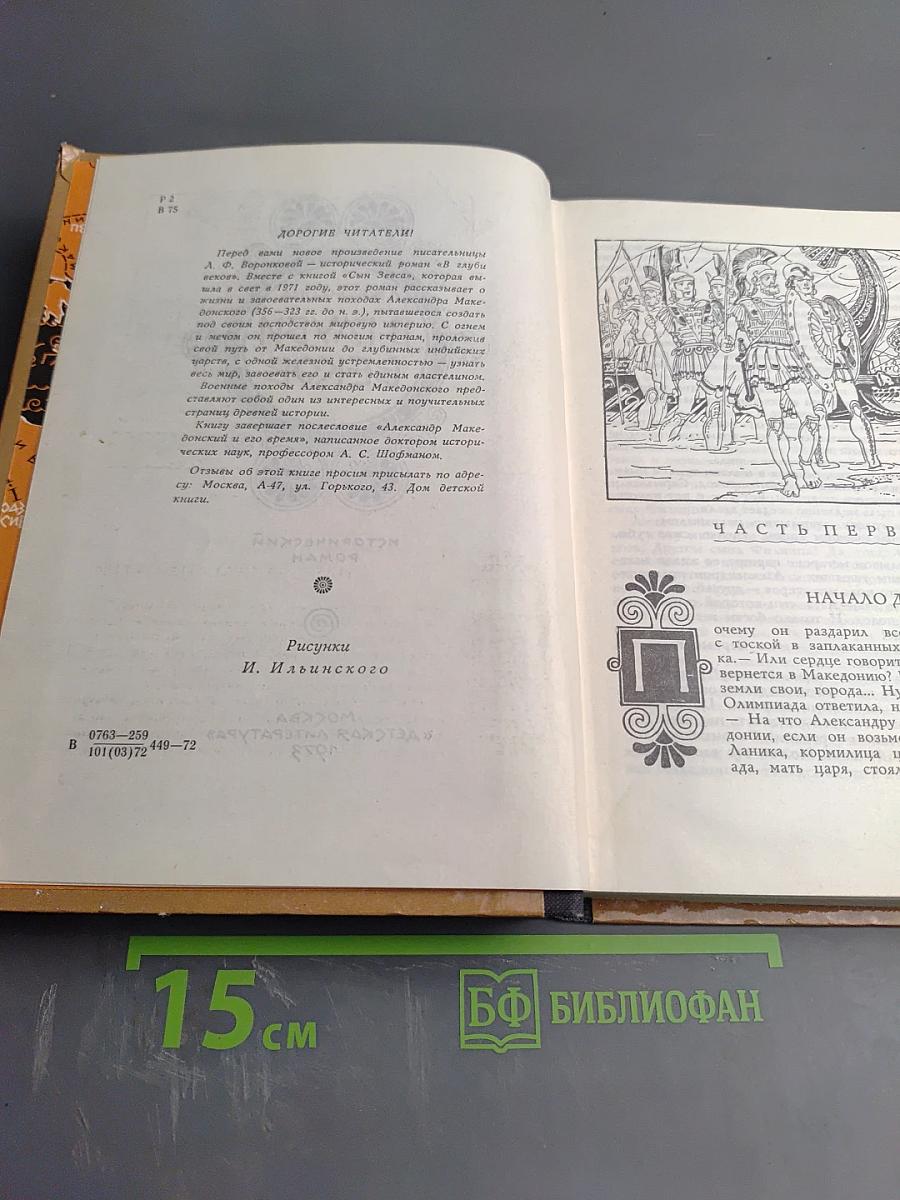 Р 2
В 75
ДОРОГИЕ ЧИТАТЕЛИ!
Перед вами новое произведение писательницы
Л. Ф. Воронковой — исторический роман «В глуби
веков». Вместе с книгой «Сын Зевса», которая вы-
шла в свет в 1971 году, этот роман рассказывает о
жизни и завоевательных походах Александра Маке-
донского (356—323 гг. до н. э.), пытавшегося создать
под своим господством мировую империю. С огнем
и мечом он прошел по многим странам, проложив
свой путь от Македонии до глубинных индийских
царств, с одной железной устремленностью — узнать
весь мир, завоевать его и стать единым властелином.
Военные походы Александра Македонского пред-
ставляют собой один из интересных и поучительных
страниц древней истории.
Книгу завершает послесловие «Александр Маке-
донский и его время», написанное доктором истори-
ческих наук, профессором А. С. Шофманом.
Отзывы об этой книге просим присылать по адре-
су: Москва, А-47, ул. Горького, 43. Дом детской
книги.
ИСТОРИЧЕСКИЙ
РОМАН
Рисунки
И. Ильинского
МОСКВА
«ДЕТСКАЯ ЛИТЕРАТУРА»
1973
В 0763—259
101(03)72 449—72
ЧАСТЬ ПЕРВ
НАЧАЛО Д
П
очему он раздарил вс
с тоской в заплаканных
ка.— Или сердце говорит
вернется в Македонию?
земли свои, города... Ну
Олимпиада ответила, н
— На что Александру
донии, если он возьм
Ланика, кормилица ц
ада, мать царя, стоял
15 см
БФ БИБЛИОФАН